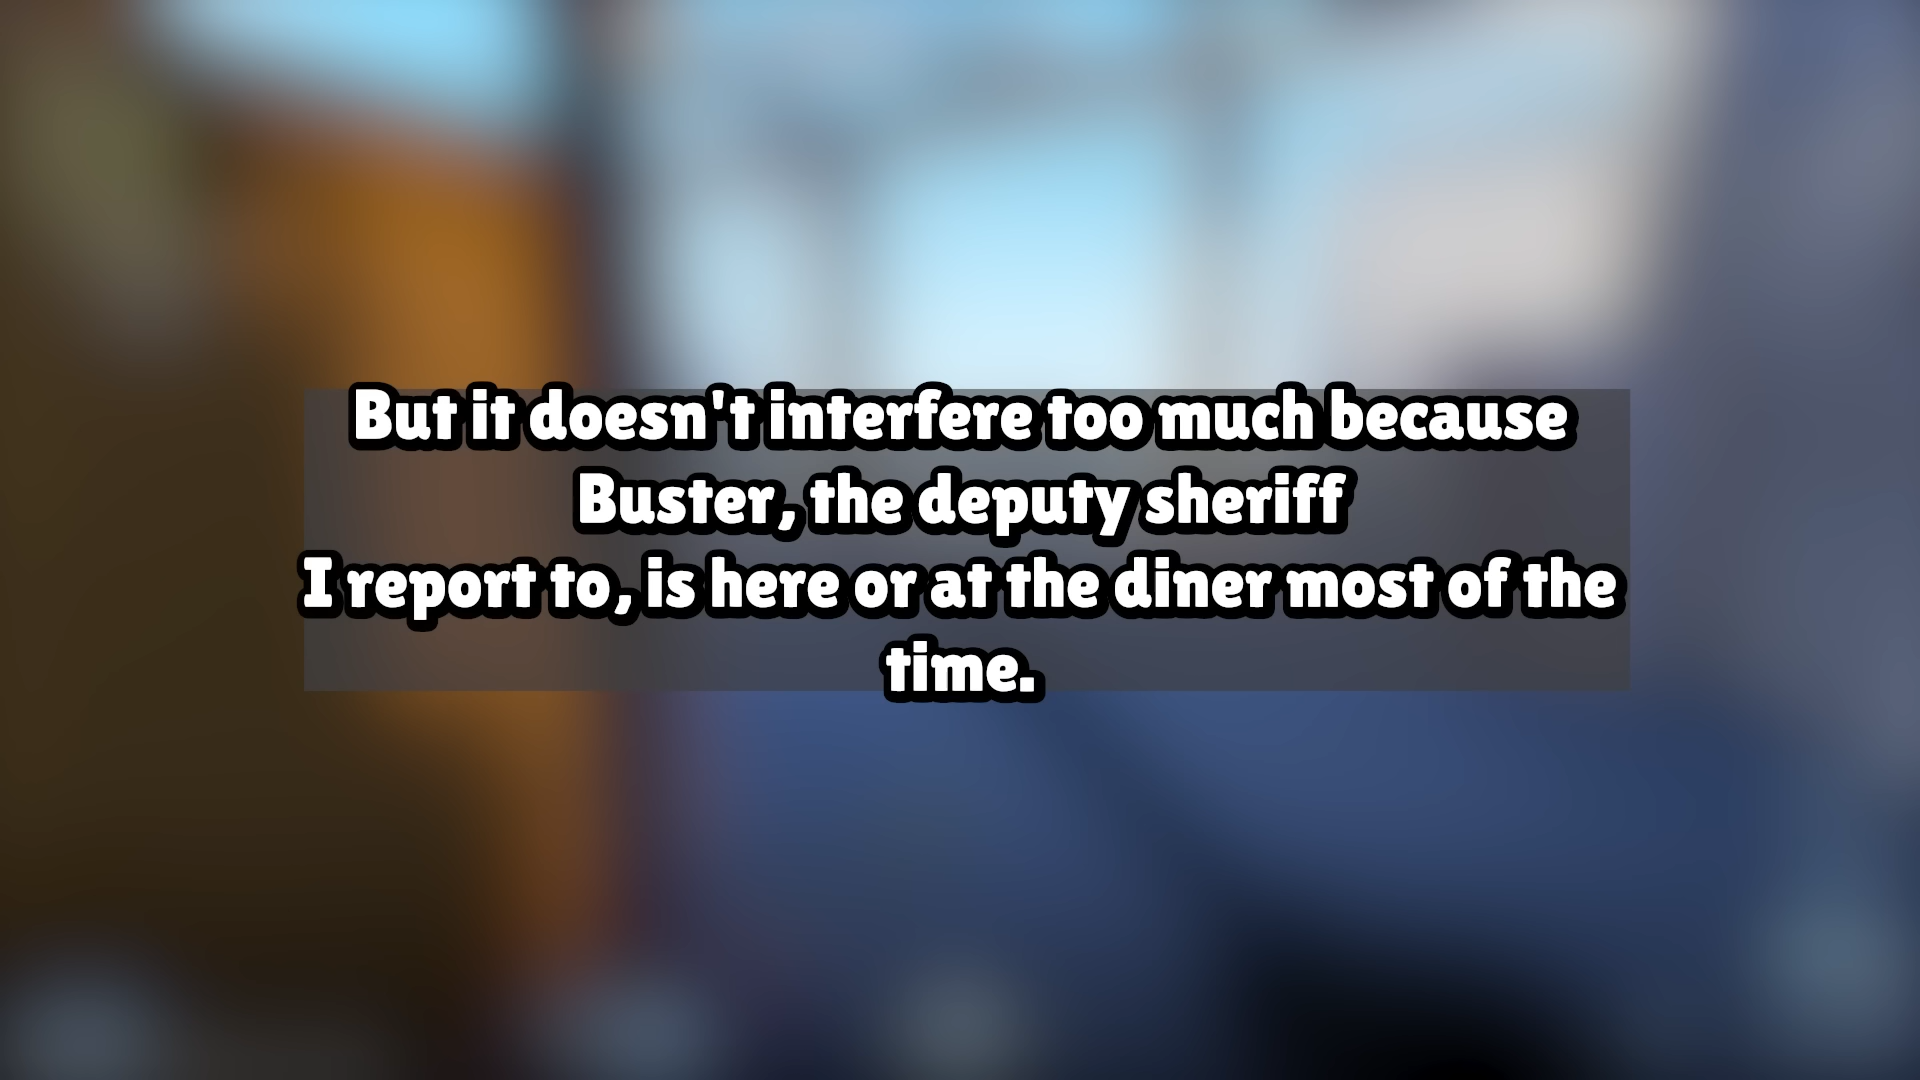 But it doesn't interfere too much because
Buster, the deputy sheriff
I report to, is here or at the diner most of the
time.